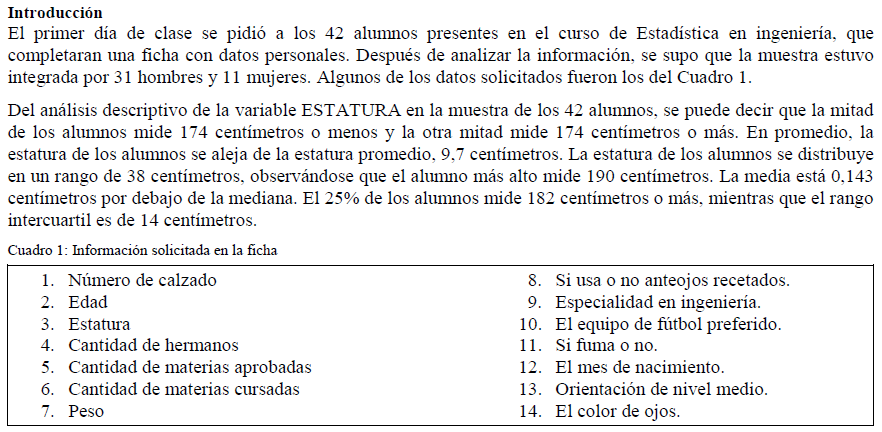 Introducción
El primer día de clase se pidió a los 42 alumnos presentes en el curso de Estadística en ingeniería, que
completaran una ficha con datos personales. Después de analizar la información, se supo que la muestra estuvo
integrada por 31 hombres y 11 mujeres. Algunos de los datos solicitados fueron los del Cuadro 1.
Del análisis descriptivo de la variable ESTATURA en la muestra de los 42 alumnos, se puede decir que la mitad
de los alumnos mide 174 centímetros o menos y la otra mitad mide 174 centímetros o más. En promedio, la
estatura de los alumnos se aleja de la estatura promedio, 9,7 centímetros. La estatura de los alumnos se distribuye
en un rango de 38 centímetros, observándose que el alumno más alto mide 190 centímetros. La media está 0,143
centímetros por debajo de la mediana. El 25% de los alumnos mide 182 centímetros o más, mientras que el rango
intercuartil es de 14 centímetros.
Cuadro 1: Información solicitada en la ficha
1. Número de calzado
2. Edad
3. Estatura
4. Cantidad de hermanos
5. Cantidad de materias aprobadas
6. Cantidad de materias cursadas
7. Peso
8. Si usa o no anteojos recetados.
9. Especialidad en ingeniería.
10. El equipo de fútbol preferido.
11. Si fuma o no.
12. El mes de nacimiento.
13. Orientación de nivel medio.
14. El color de ojos.